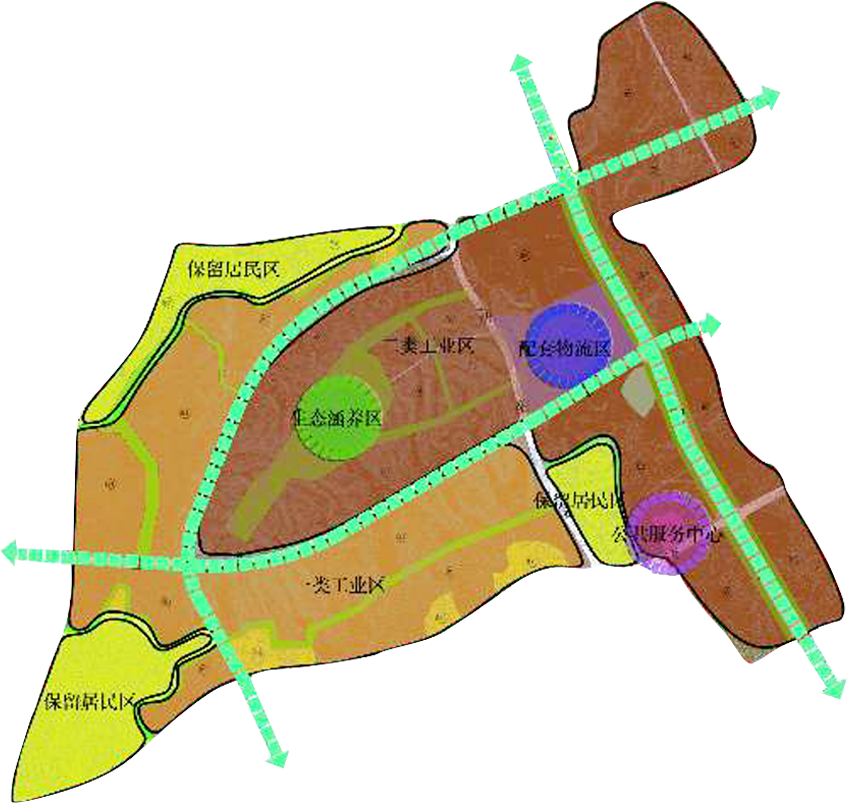 保留居民区
二类工业区
配套物流区
生态涵养区
保留居民区
公共服务中心
一类工业区
保留居民区